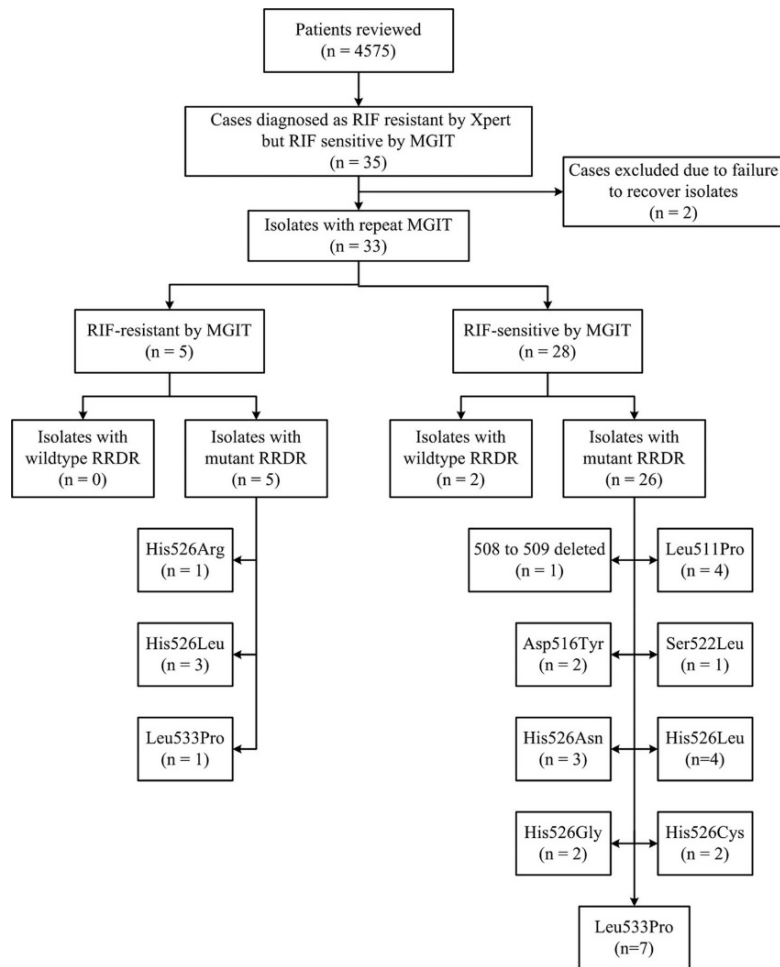 Patients reviewed
(n = 4575)
Cases diagnosed as RIF resistant by Xpert
but RIF sensitive by MGIT
(n = 35)
Cases excluded due to failure
to recover isolates
(n = 2)
Isolates with repeat MGIT
(n = 33)
RIF-resistant by MGIT
(n = 5)
RIF-sensitive by MGIT
(n = 28)
Isolates with
wildtype RRDR
(n = 0)
Isolates with
mutant RRDR
(n = 5)
Isolates with
wildtype RRDR
(n = 2)
Isolates with
mutant RRDR
(n = 26)
His526Arg
(n = 1)
His526Leu
(n = 3)
Leu533Pro
(n = 1)
508 to 509 deleted
(n = 1)
Leu511Pro
(n = 4)
Asp516Tyr
(n = 2)
Ser522Leu
(n = 1)
His526Asn
(n = 3)
His526Leu
(n=4)
His526Gly
(n = 2)
His526Cys
(n = 2)
Leu533Pro
(n=7)